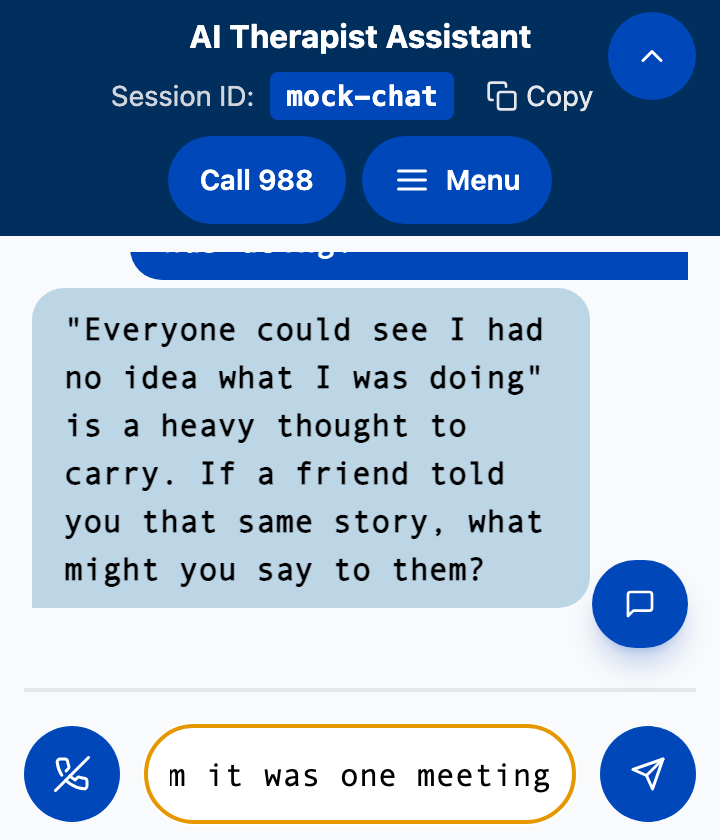 AI Therapist Assistant
Session ID: mock-chat Copy
Call 988 Menu
"Everyone could see I had
no idea what I was doing"
is a heavy thought to
carry. If a friend told
you that same story, what
might you say to them?
m it was one meeting